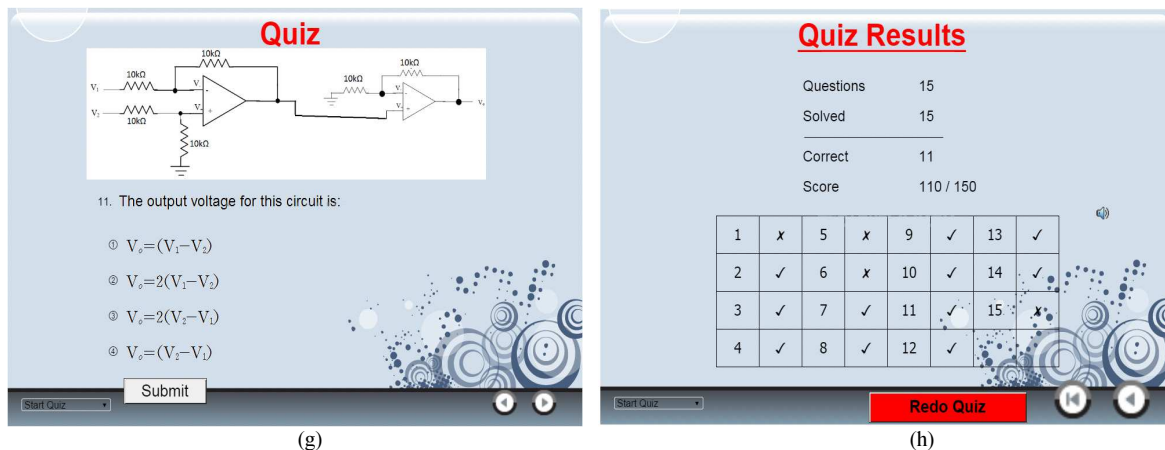 Quiz
10kΩ
10kΩ
V₁
V
-
10kΩ
10kΩ
V-
-
V₂
V+
+
V+
+
Vo
10kΩ
10kΩ
11. The output voltage for this circuit is:
① Vo=(V₁−V₂)
② Vo=2(V₁−V₂)
③ Vo=2(V₂−V₁)
④ Vo=(V₂−V₁)
Submit
Start Quiz
(g)
Quiz Results
Questions 15
Solved 15
Correct 11
Score 110 / 150
1 ✗ 5 ✗ 9 ✓ 13 ✓
2 ✓ 6 ✗ 10 ✓ 14 ✓
3 ✓ 7 ✓ 11 ✓ 15 ✗
4 ✓ 8 ✓ 12 ✓
Start Quiz
Redo Quiz
(h)